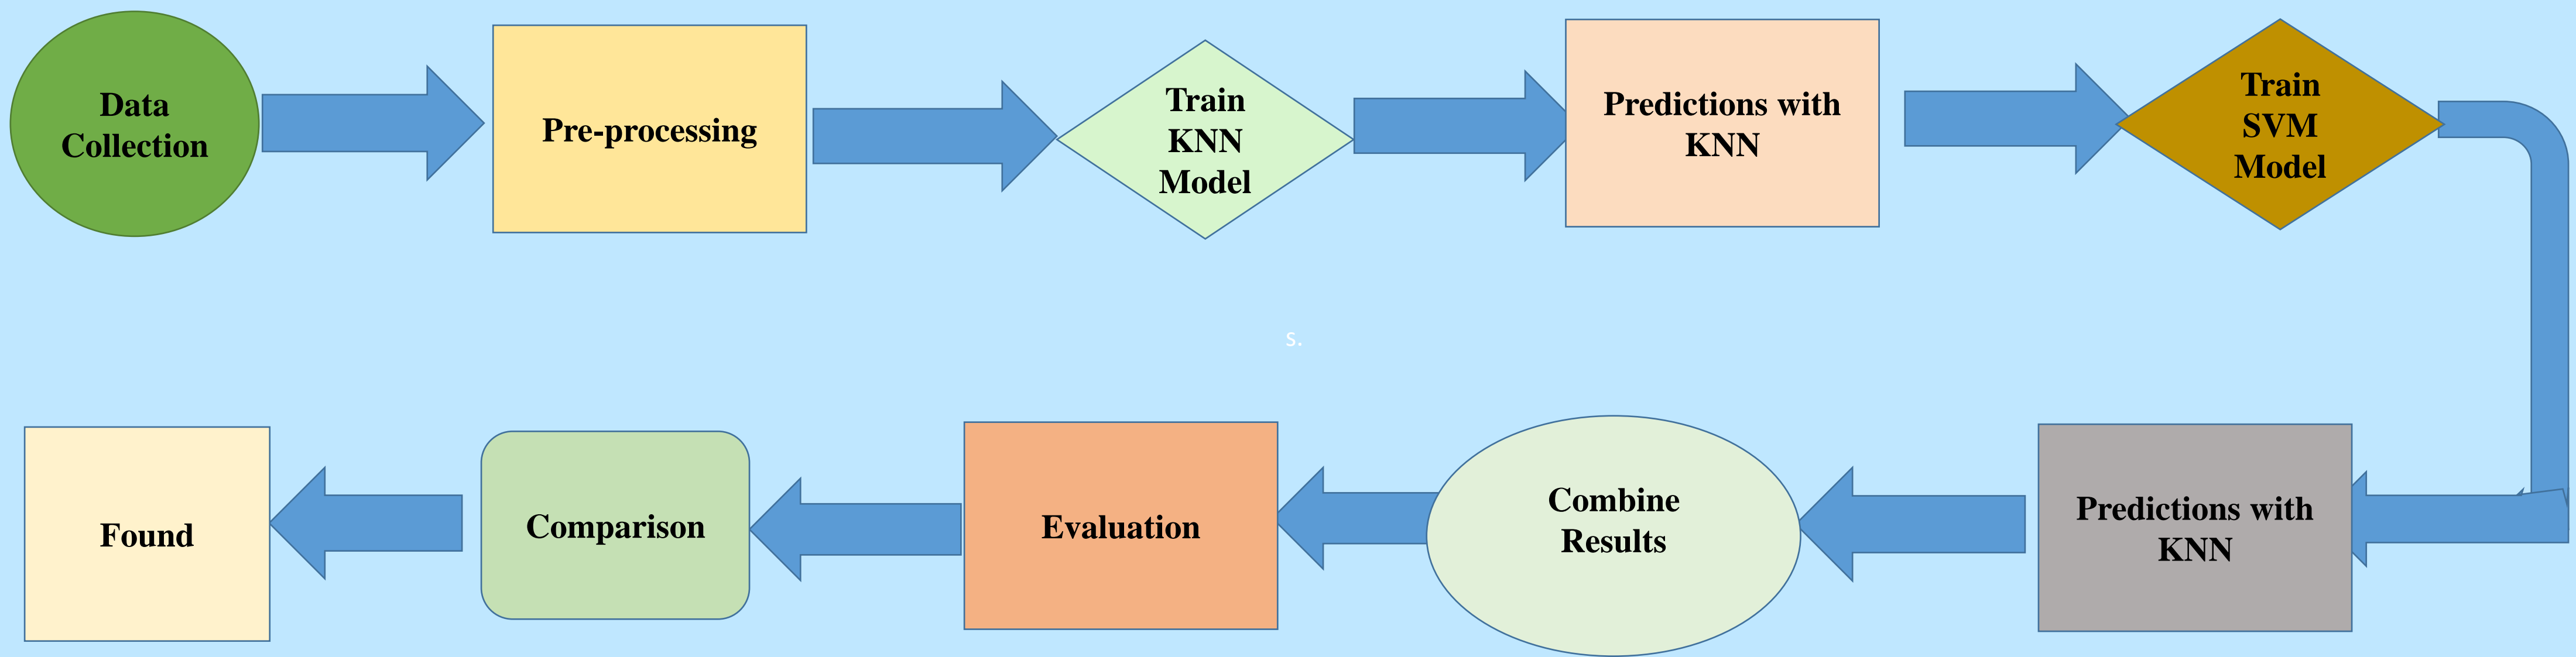 Data
Collection
Pre-processing
Train
KNN
Model
Predictions with
KNN
Train
SVM
Model
s.
Found
Comparison
Evaluation
Combine
Results
Predictions with
KNN